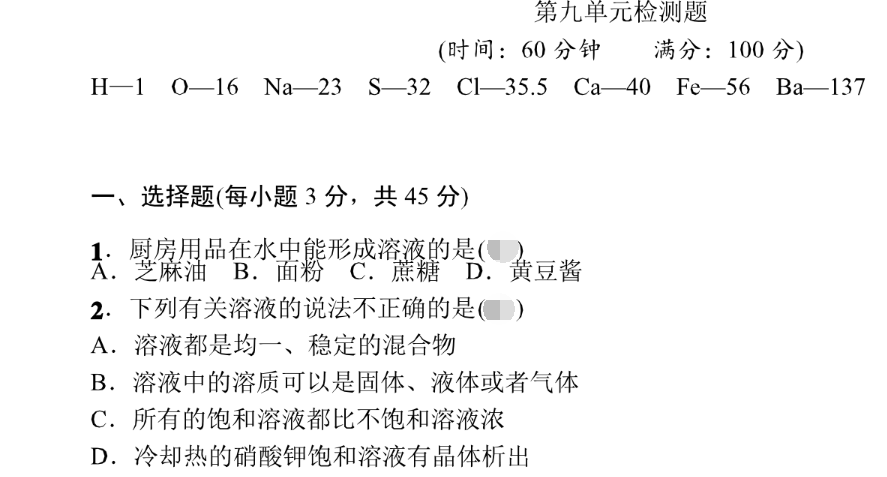 第九单元检测题
(时间：60 分钟 满分：100 分)
H—1 O—16 Na—23 S—32 Cl—35.5 Ca—40 Fe—56 Ba—137
一、选择题(每小题 3 分，共 45 分)
1．厨房用品在水中能形成溶液的是( )
A．芝麻油 B．面粉 C．蔗糖 D．黄豆酱
2．下列有关溶液的说法不正确的是( )
A．溶液都是均一、稳定的混合物
B．溶液中的溶质可以是固体、液体或者气体
C．所有的饱和溶液都比不饱和溶液浓
D．冷却热的硝酸钾饱和溶液有晶体析出